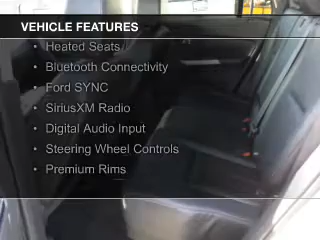 VEHICLE FEATURES
• Heated Seats
• Bluetooth Connectivity
• Ford SYNC
• SiriusXM Radio
• Digital Audio Input
• Steering Wheel Controls
• Premium Rims